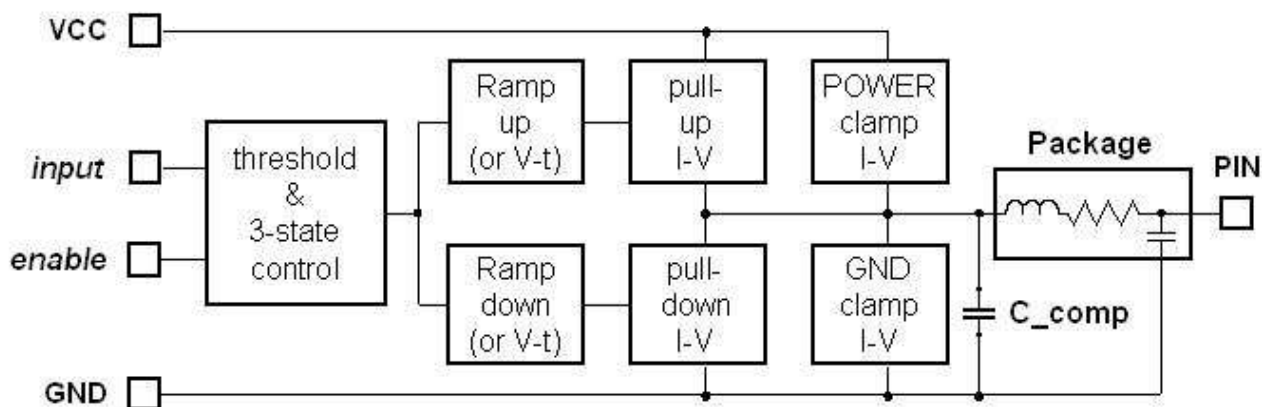 VCC
input
enable
GND
threshold
&
3-state
control
Ramp
up
(or V-t)
Ramp
down
(or V-t)
pull-
up
I-V
pull-
down
I-V
POWER
clamp
I-V
GND
clamp
I-V
C_comp
Package
PIN